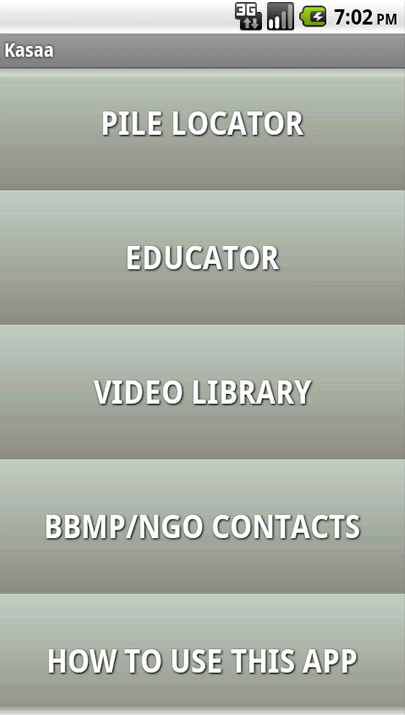 3G
7:02 PM
Kasaa
PILE LOCATOR
EDUCATOR
VIDEO LIBRARY
BBMP/NGO CONTACTS
HOW TO USE THIS APP